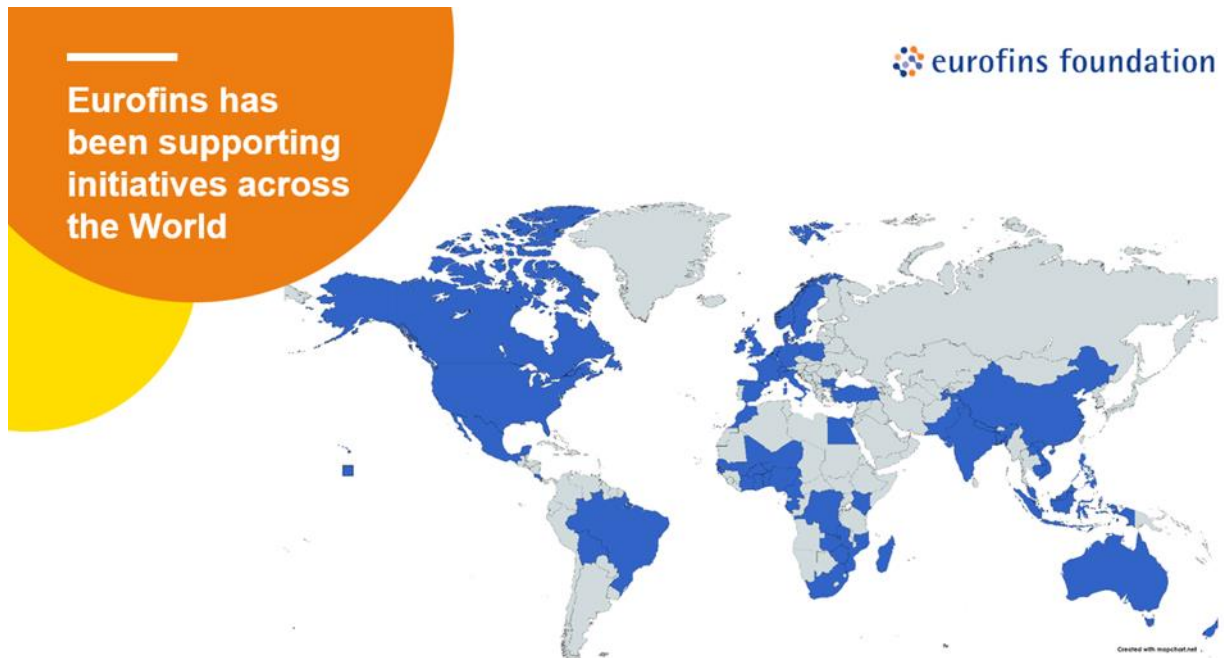 Eurofins has
been supporting
initiatives across
the World
eurofins foundation
Created with mapchart.net